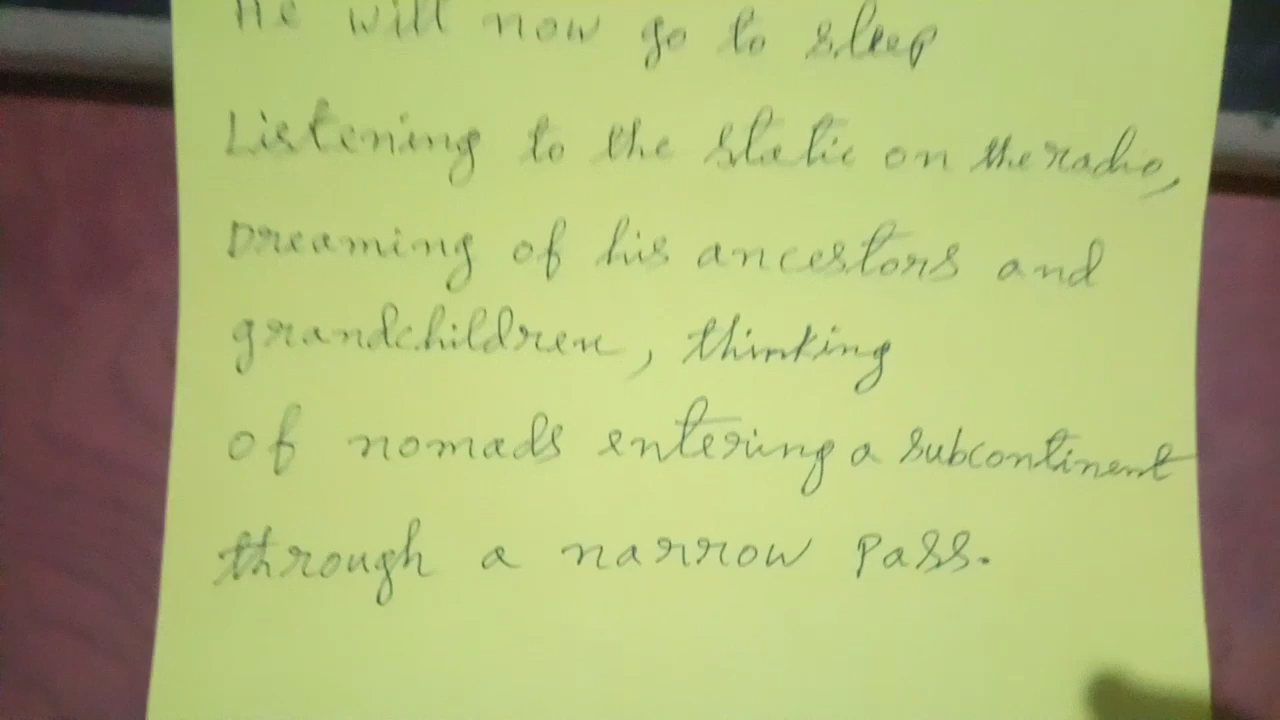 He will now go to sleep
Listening to the static on the radio,
Dreaming of his ancestors and
grandchildren, thinking
of nomads entering a subcontinent
through a narrow pass.